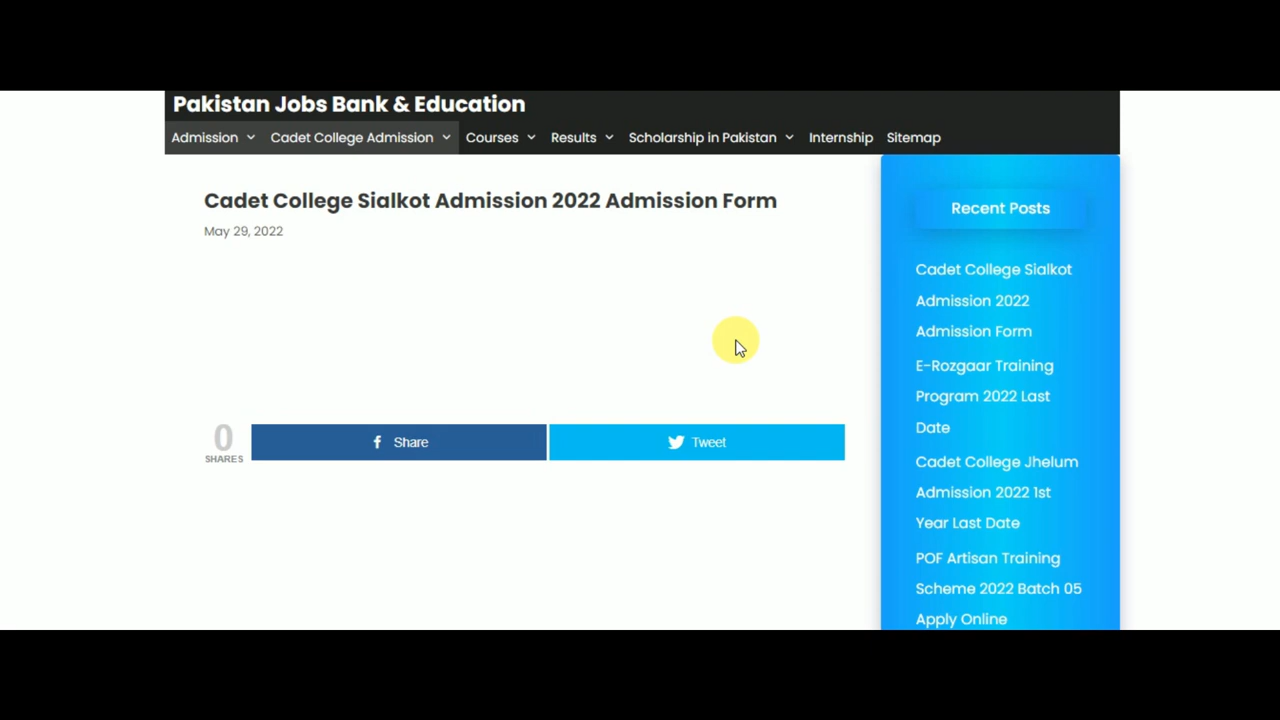 Pakistan Jobs Bank & Education
Admission Cadet College Admission Courses Results Scholarship in Pakistan Internship Sitemap
Cadet College Sialkot Admission 2022 Admission Form
May 29, 2022
0
SHARES
Share
Tweet
Recent Posts
Cadet College Sialkot
Admission 2022
Admission Form
E-Rozgaar Training
Program 2022 Last
Date
Cadet College Jhelum
Admission 2022 1st
Year Last Date
POF Artisan Training
Scheme 2022 Batch 05
Apply Online